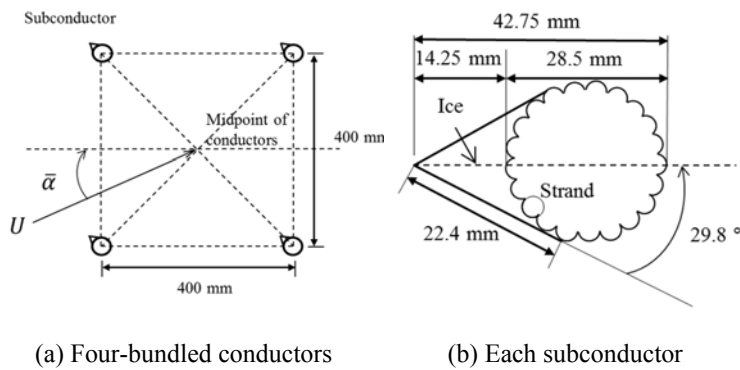 Subconductor
Midpoint of
conductors
400 mm
ᾱ
U
400 mm
42.75 mm
14.25 mm
28.5 mm
Ice
Strand
22.4 mm
29.8 °
(a) Four-bundled conductors
(b) Each subconductor